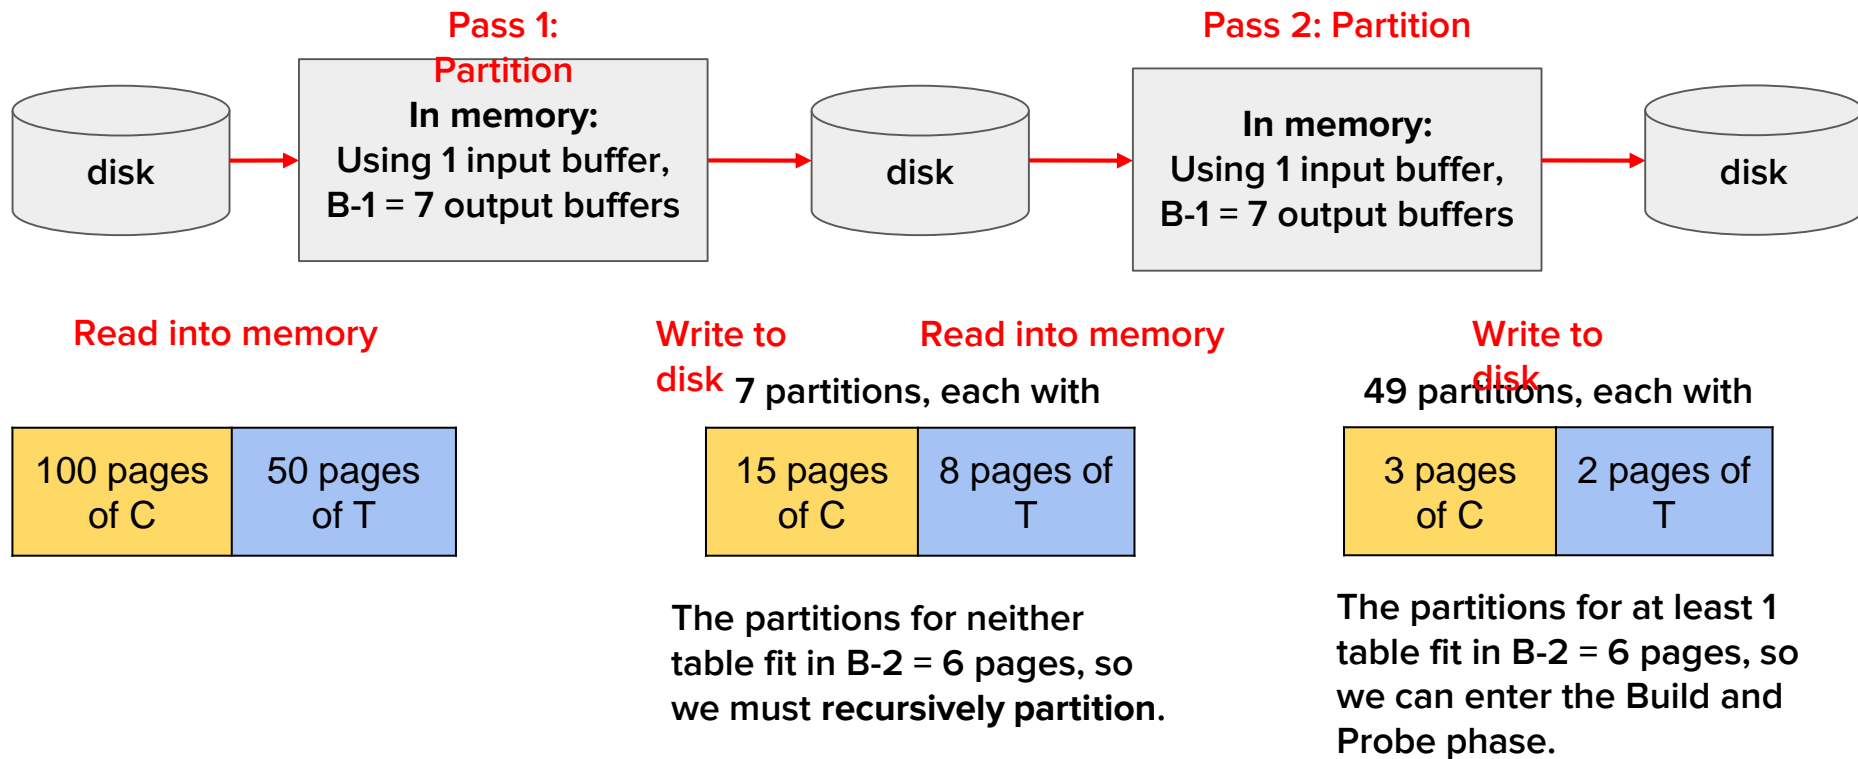 Pass 1:
Partition
Pass 2: Partition
disk
In memory:
Using 1 input buffer,
B-1 = 7 output buffers
disk
In memory:
Using 1 input buffer,
B-1 = 7 output buffers
disk
Read into memory
Write to
disk
Read into memory
Write to
disk
7 partitions, each with
49 partitions, each with
100 pages
of C
50 pages
of T
15 pages
of C
8 pages of
T
3 pages
of C
2 pages of
T
The partitions for neither
table fit in B-2 = 6 pages, so
we must recursively partition.
The partitions for at least 1
table fit in B-2 = 6 pages, so
we can enter the Build and
Probe phase.